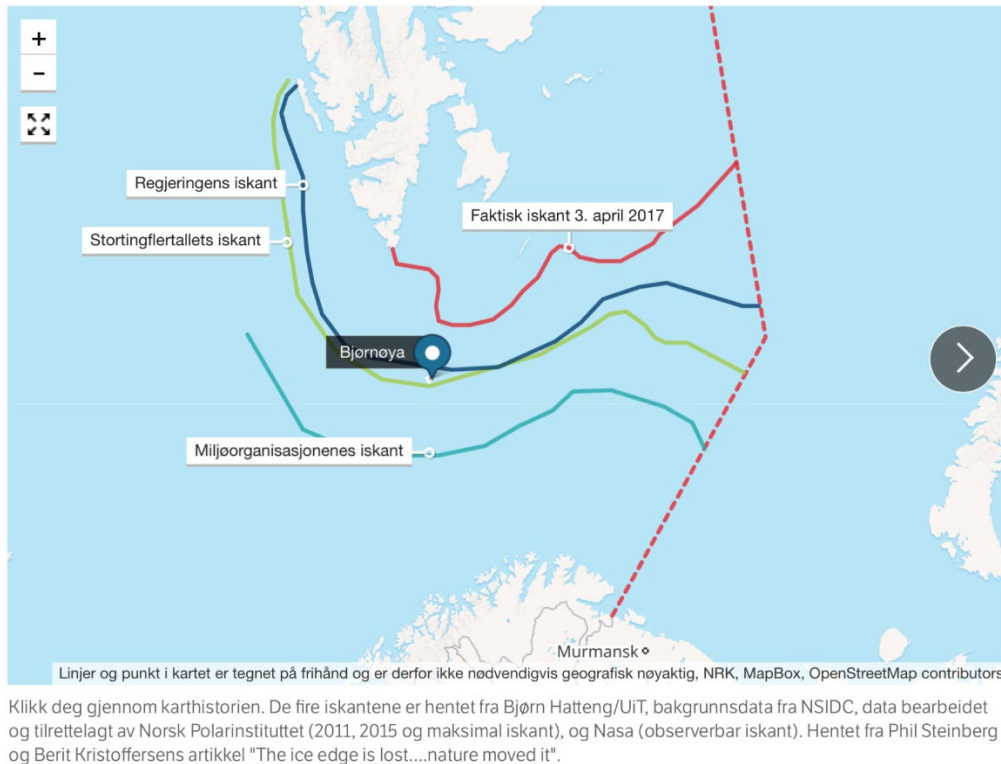 +
−
Regjeringens iskant
Faktisk iskant 3. april 2017
Stortingflertallets iskant
Bjørnøya
Miljøorganisasjonenes iskant
Murmansk
Linjer og punkt i kartet er tegnet på frihånd og er derfor ikke nødvendigvis geografisk nøyaktig, NRK, MapBox, OpenStreetMap contributors
Klikk deg gjennom karthistorien. De fire iskantene er hentet fra Bjørn Hatteng/UiT, bakgrunnsdata fra NSIDC, data bearbeidet
og tilrettelagt av Norsk Polarinstituttet (2011, 2015 og maksimal iskant), og Nasa (observerbar iskant). Hentet fra Phil Steinberg
og Berit Kristoffersens artikkel "The ice edge is lost....nature moved it".